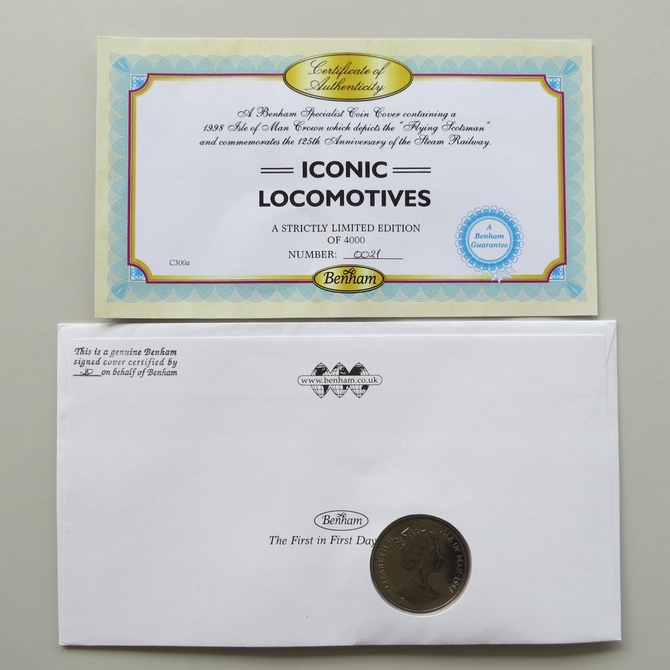 Certificate of
Authenticity
A Benham Specialist Coin Cover containing a
1998 Isle of Man Crown which depicts the "Flying Scotsman"
and commemorates the 125th Anniversary of the Steam Railway.
ICONIC
LOCOMOTIVES
A STRICTLY LIMITED EDITION
OF 4000
NUMBER: 0021
A
Benham
Guarantee
C300a
Benham
This is a genuine Benham
signed cover certified by
on behalf of Benham
www.benham.co.uk
Benham
The First in First Day
ELIZABETH II
ISLE OF MAN 1998